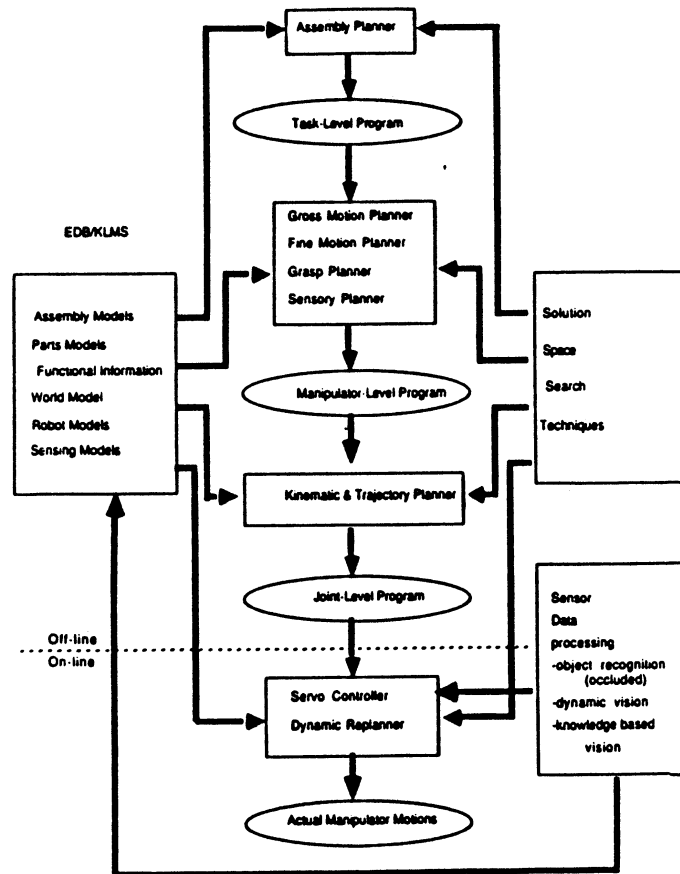 Assembly Planner
Task-Level Program
EDB/KLMS
Gross Motion Planner
Fine Motion Planner
Grasp Planner
Sensory Planner
Assembly Models
Parts Models
Functional Information
World Model
Robot Models
Sensing Models
Solution
Space
Search
Techniques
Manipulator-Level Program
Kinematic & Trajectory Planner
Joint-Level Program
Off-line
On-line
Servo Controller
Dynamic Replanner
Sensor
Data
processing
-object recognition
(occluded)
-dynamic vision
-knowledge based
vision
Actual Manipulator Motions